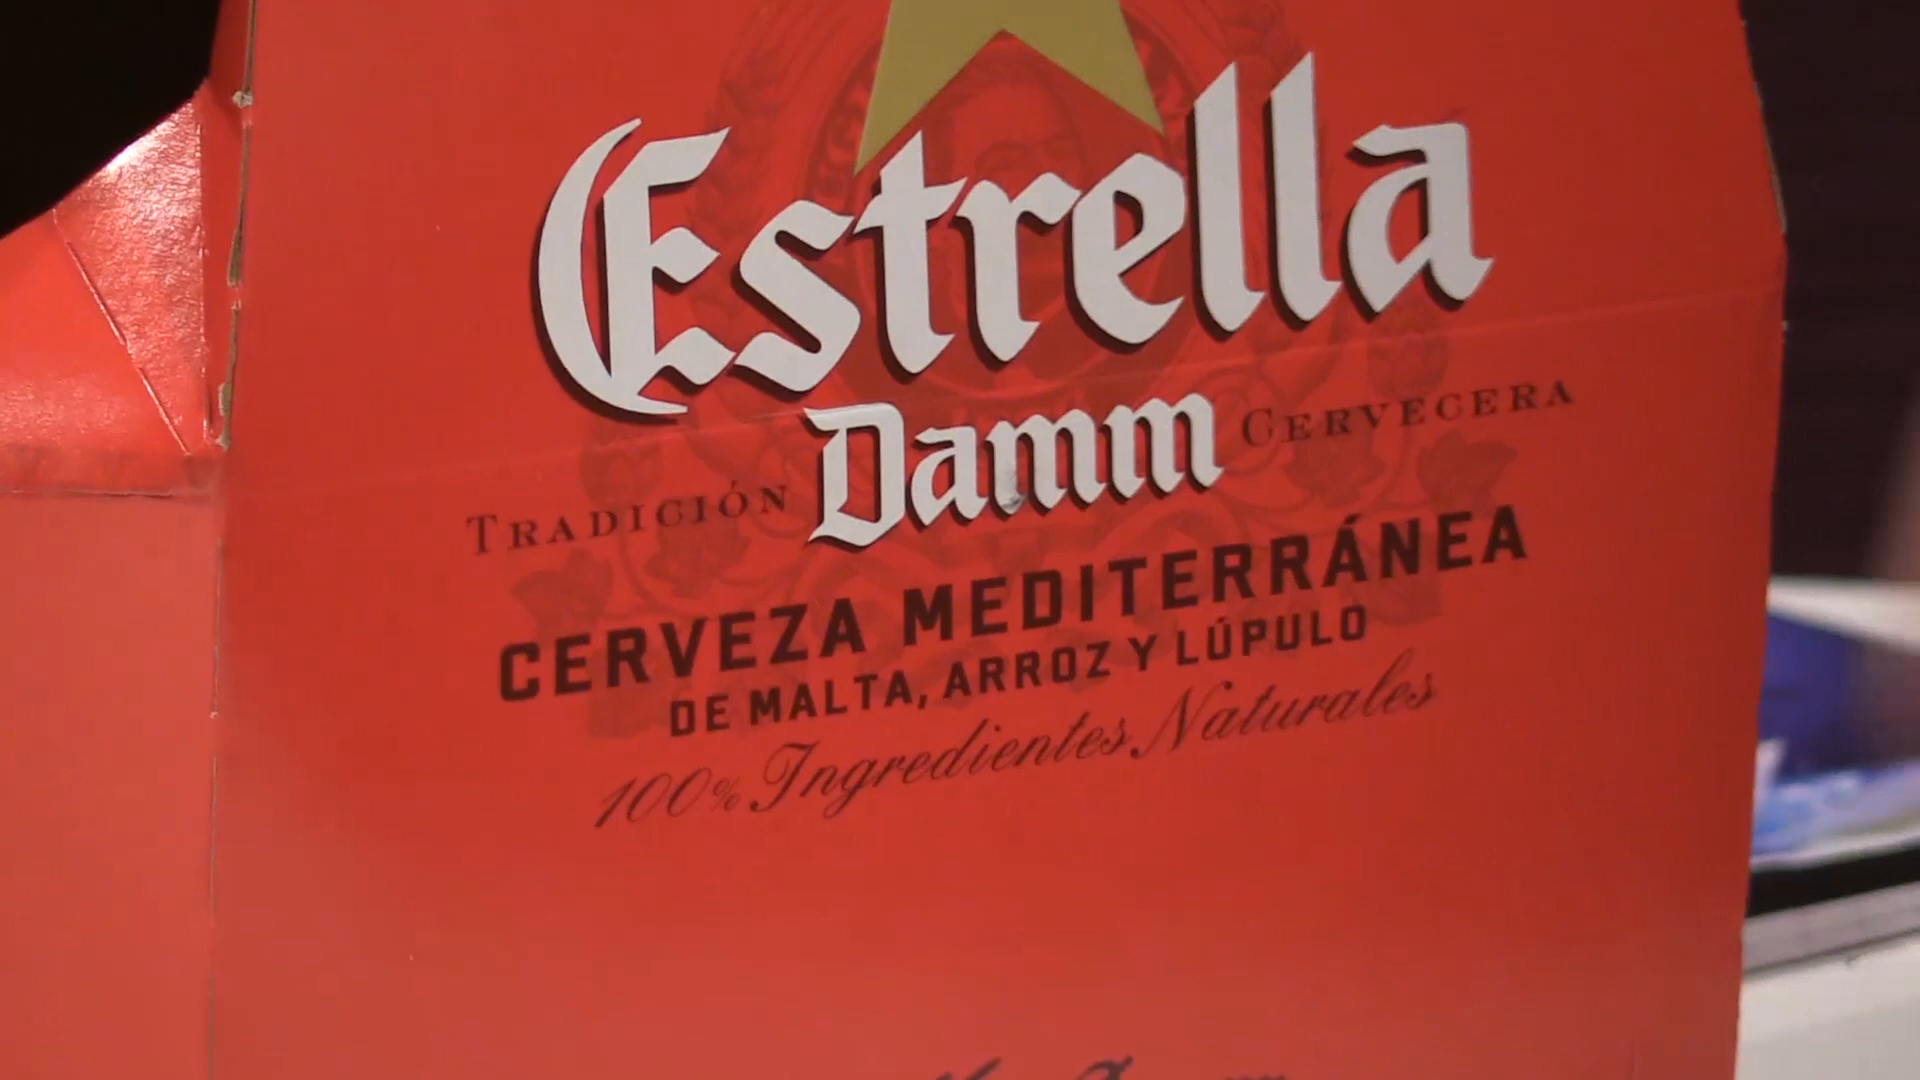 Estrella
TRADICIÓN Damm CERVECERA
CERVEZA MEDITERRÁNEA
DE MALTA, ARROZ Y LÚPULO
100% Ingredientes Naturales